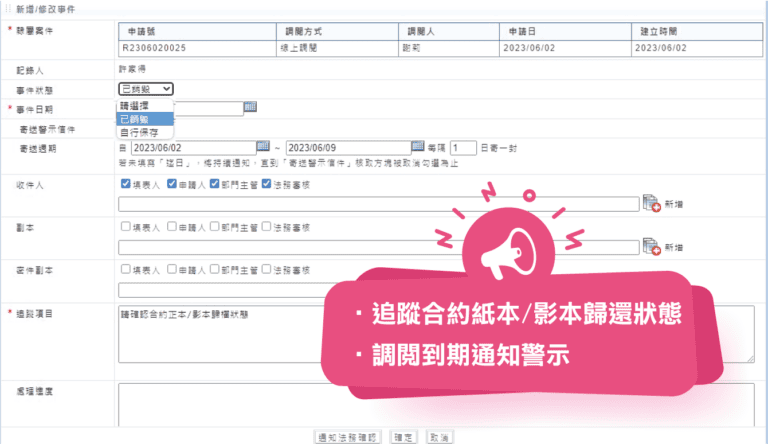 新增/修改事件
* 隸屬案件
申請號 調閱方式 調閱人 申請日 建立時間
R2306020025 線上調閱 謝莉 2023/06/02 2023/06/02
記錄人 許家得
事件狀態 已銷毀
* 事件日期
請選擇
已銷毀
自行保存
寄送警示信件
寄送週期 自 2023/06/02 ~ 2023/06/09 每隔 1 日寄一封
若未填寫「迄日」，將持續通知，直到「寄送警示信件」核取方塊被取消勾選為止
收件人 填表人 申請人 部門主管 法務審核
新增
副本 填表人 申請人 部門主管 法務審核
新增
密件副本 填表人 申請人 部門主管 法務審核
* 追蹤項目 請確認合約正本/影本歸檔狀態
· 追蹤合約紙本/影本歸還狀態
· 調閱到期通知警示
處理進度
通知法務確認 確定 取消